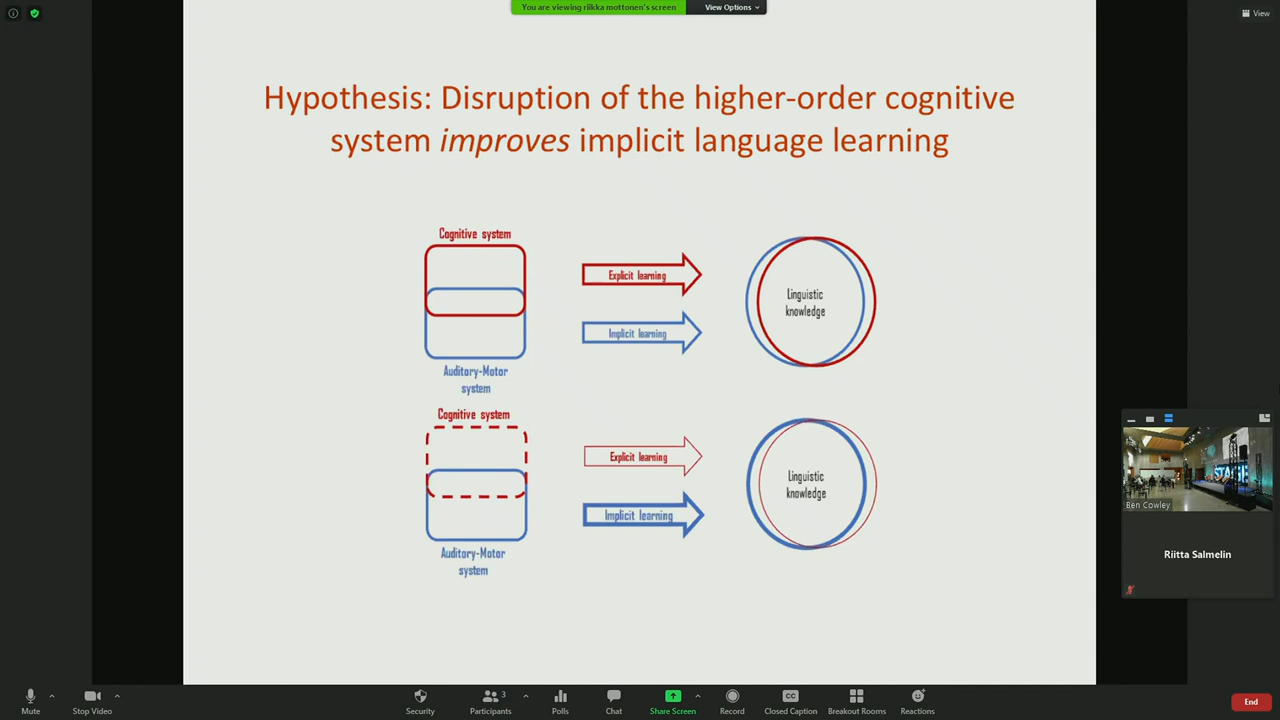 You are viewing riikka mottonen's screen
View Options
View
Hypothesis: Disruption of the higher-order cognitive
system improves implicit language learning
Cognitive system
Explicit learning
Implicit learning
Linguistic
knowledge
Auditory-Motor
system
Cognitive system
Explicit learning
Implicit learning
Linguistic
knowledge
Auditory-Motor
system
STAGE
Ben Cowley
Riitta Salmelin
Mute
Stop Video
Security
Participants
3
Polls
Chat
Share Screen
Record
Closed Caption
Breakout Rooms
Reactions
End